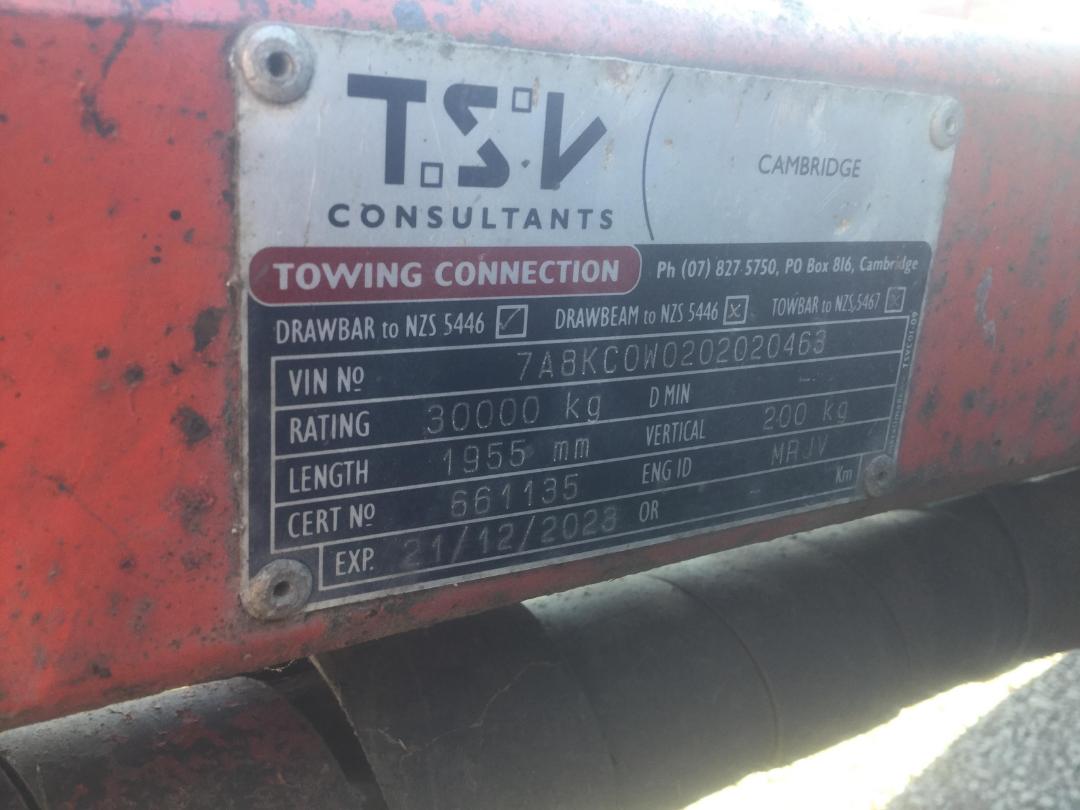 T.S.V
CONSULTANTS
CAMBRIDGE
TOWING CONNECTION Ph (07) 827 5750, PO Box 816, Cambridge
DRAWBAR to NZS 5446 ☑ DRAWBEAM to NZS 5446 ☒ TOWBAR to NZS 5467 ☒
VIN Nº 7A8KC0W0202020463
RATING 30000 kg D MIN --
LENGTH 1955 mm VERTICAL 200 kg
CERT Nº 661135 ENG ID MRJV
EXP. 21/12/2023 OR Km